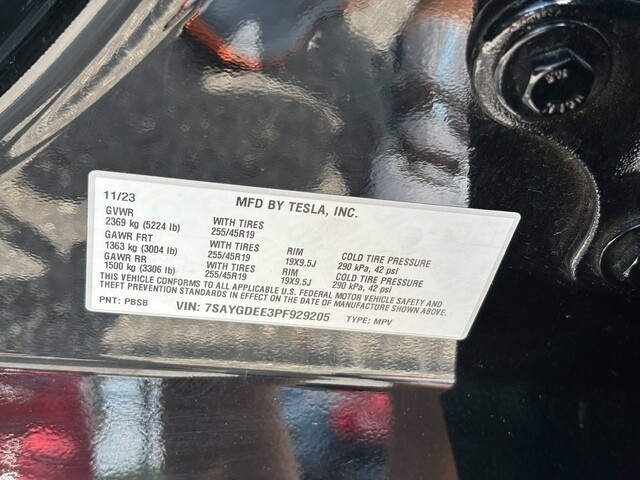 11/23
MFD BY TESLA, INC.
GVWR
2369 kg (5224 lb) WITH TIRES 255/45R19
GAWR FRT
1363 kg (3004 lb) WITH TIRES 255/45R19 RIM 19X9.5J COLD TIRE PRESSURE 290 kPa, 42 psi
GAWR RR
1500 kg (3306 lb) WITH TIRES 255/45R19 RIM 19X9.5J COLD TIRE PRESSURE 290 kPa, 42 psi
THIS VEHICLE CONFORMS TO ALL APPLICABLE U.S. FEDERAL MOTOR VEHICLE SAFETY AND
THEFT PREVENTION STANDARDS IN EFFECT ON THE DATE OF MANUFACTURE SHOWN ABOVE.
PNT: PBSB VIN: 7SAYGDEE3PF929205 TYPE: MPV